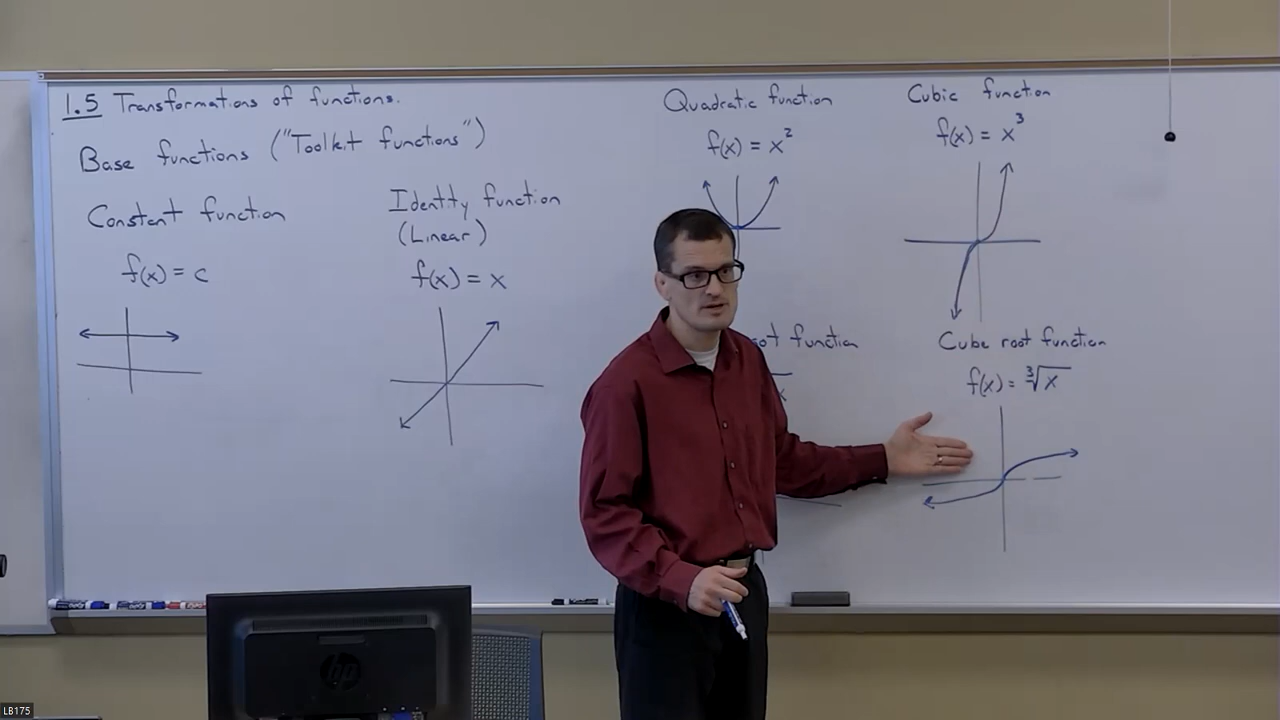 1.5 Transformations of functions.
Base functions ("Toolkit functions")
Constant function
f(x) = c
Identity function
(Linear)
f(x) = x
Quadratic function
f(x) = x²
Cubic function
f(x) = x³
function
Cube root function
f(x) = ∛x
hp
LB175